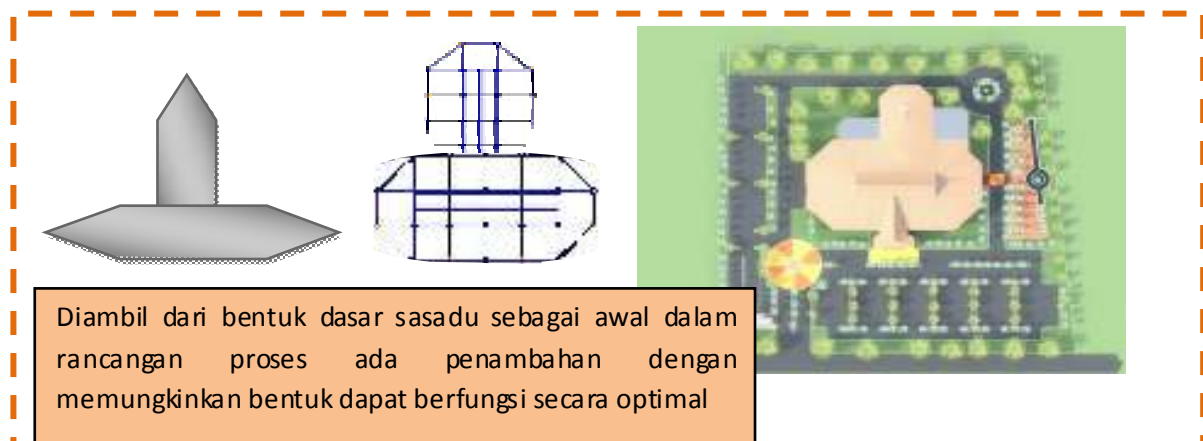 Diambil dari bentuk dasar sasadu sebagai awal dalam
rancangan proses ada penambahan dengan
memungkinkan bentuk dapat berfungsi secara optimal